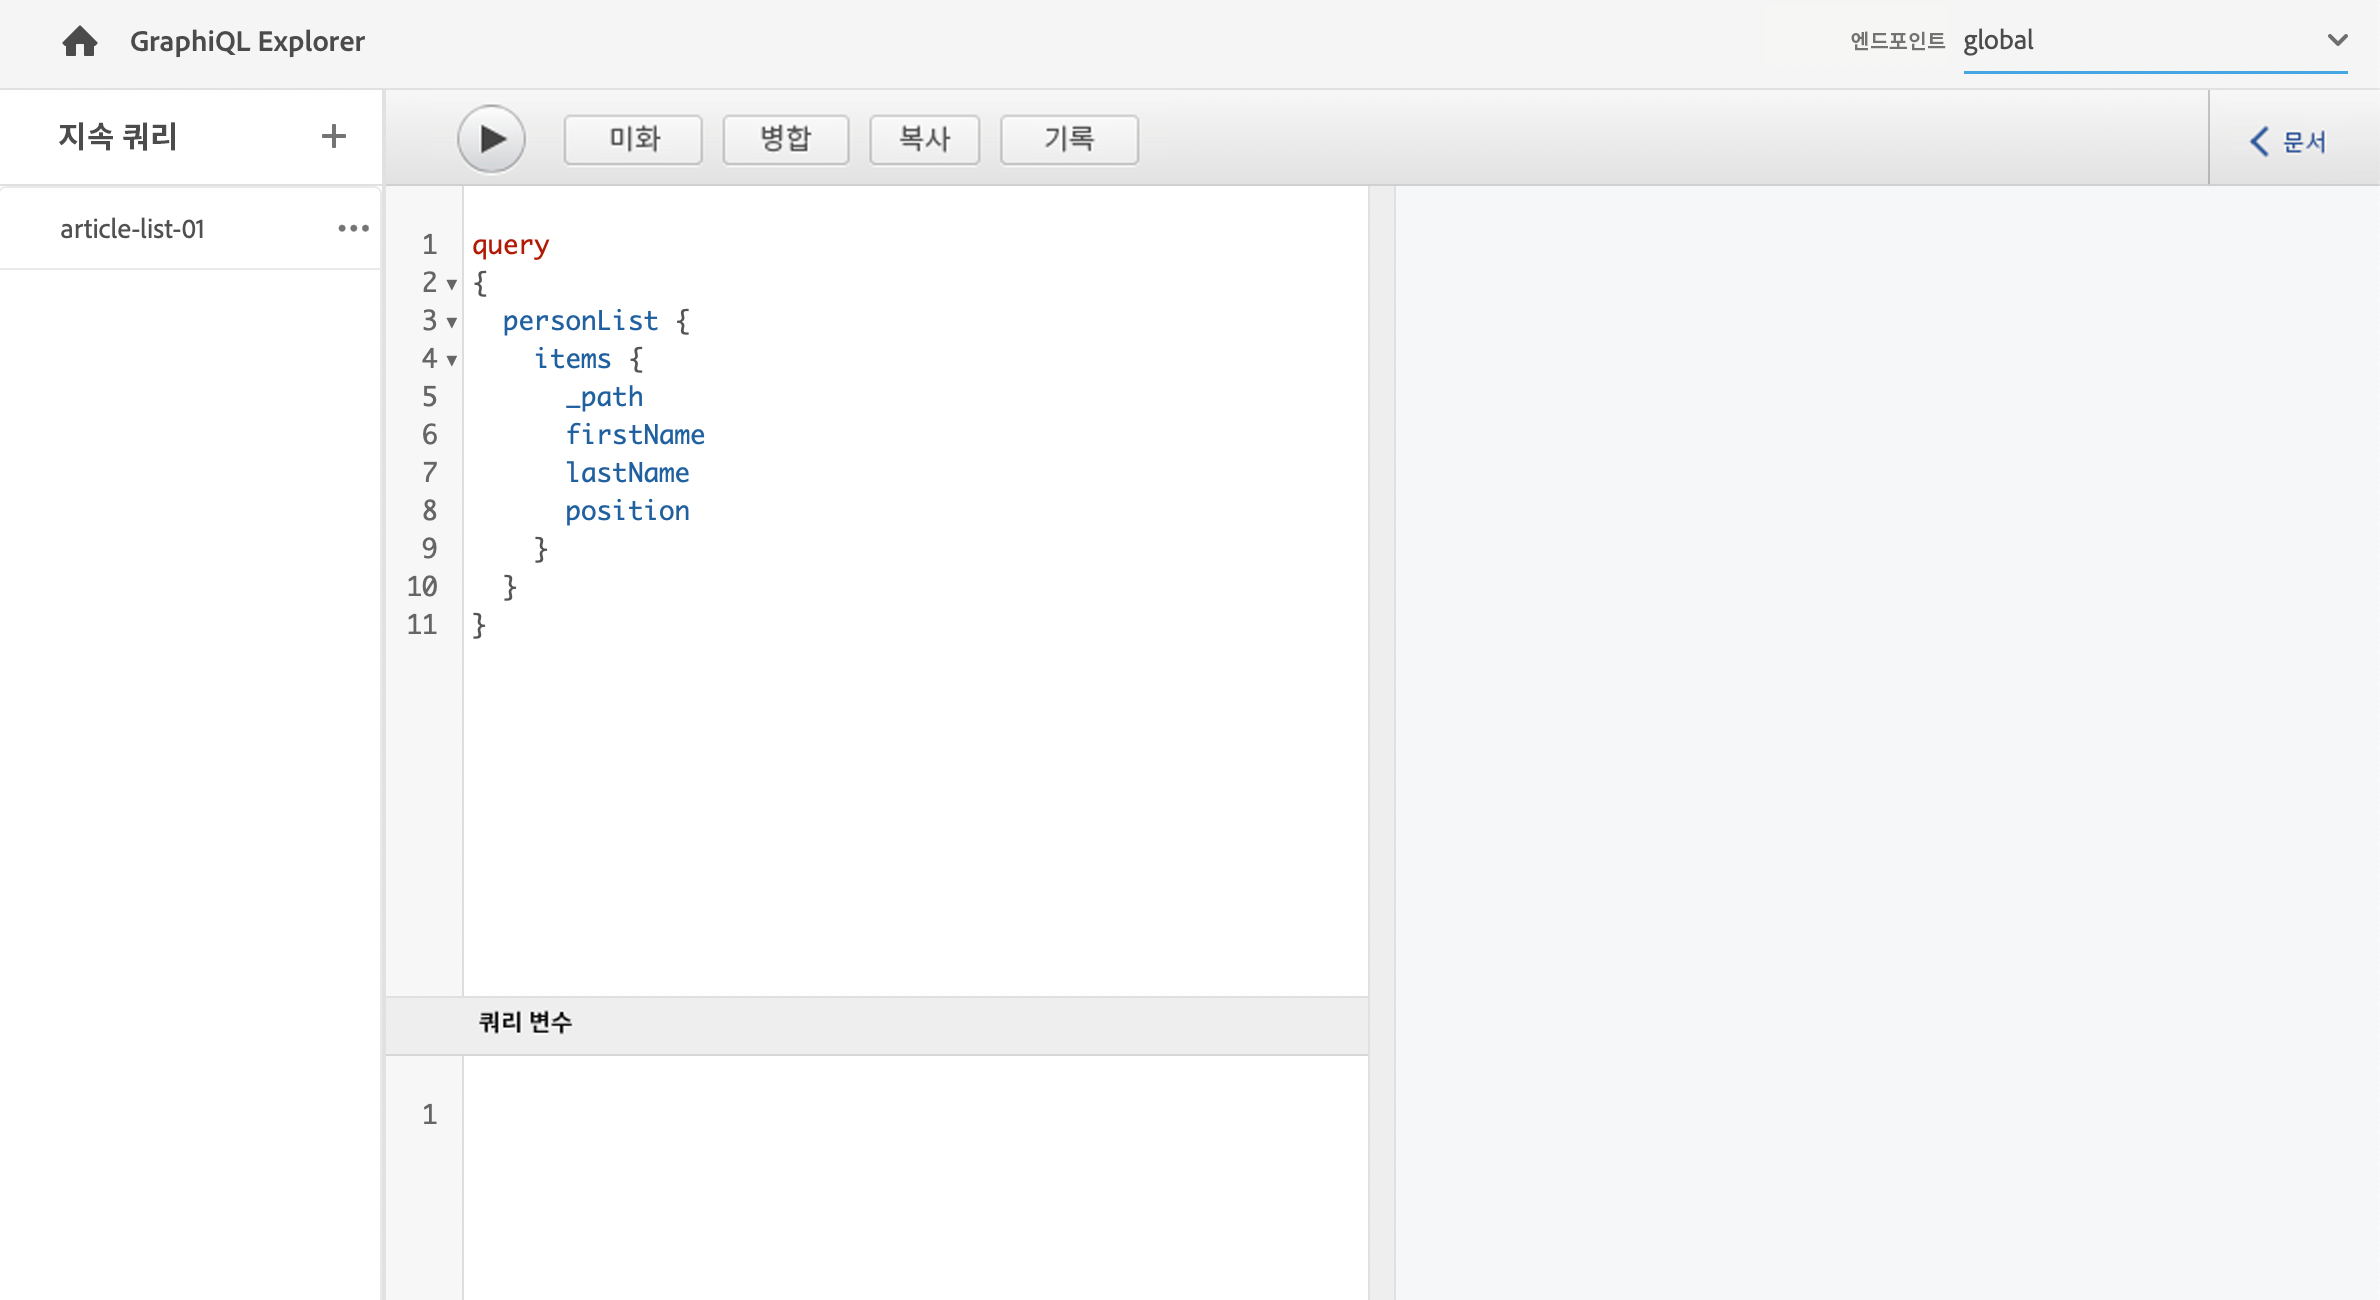 GraphiQL Explorer
엔드포인트 global
지속 쿼리 +
미화 병합 복사 기록
문서
article-list-01 •••
1 query
2 {
3 personList {
4 items {
5 _path
6 firstName
7 lastName
8 position
9 }
10 }
11 }
쿼리 변수
1